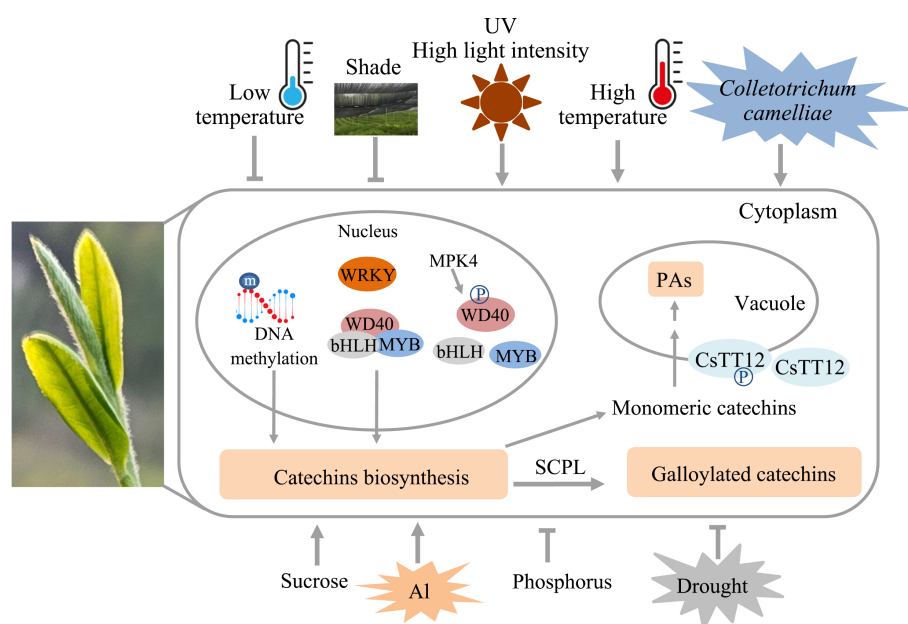 UV
High light intensity
Low
temperature
Shade
High
temperature
Colletotrichum
camelliae
Cytoplasm
Nucleus
m
DNA
methylation
WRKY
WD40
bHLH
MYB
MPK4
P
WD40
bHLH
MYB
PAs
Vacuole
CsTT12
P
CsTT12
Monomeric catechins
Catechins biosynthesis
SCPL
Galloylated catechins
Sucrose
Al
Phosphorus
Drought